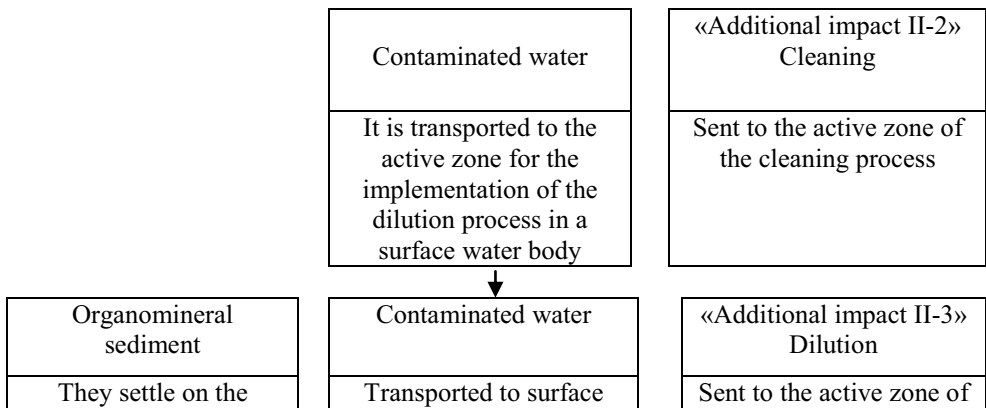 Contaminated water
It is transported to the
active zone for the
implementation of the
dilution process in a
surface water body
«Additional impact II-2»
Cleaning
Sent to the active zone of
the cleaning process
Organomineral
sediment
They settle on the
Contaminated water
Transported to surface
«Additional impact II-3»
Dilution
Sent to the active zone of